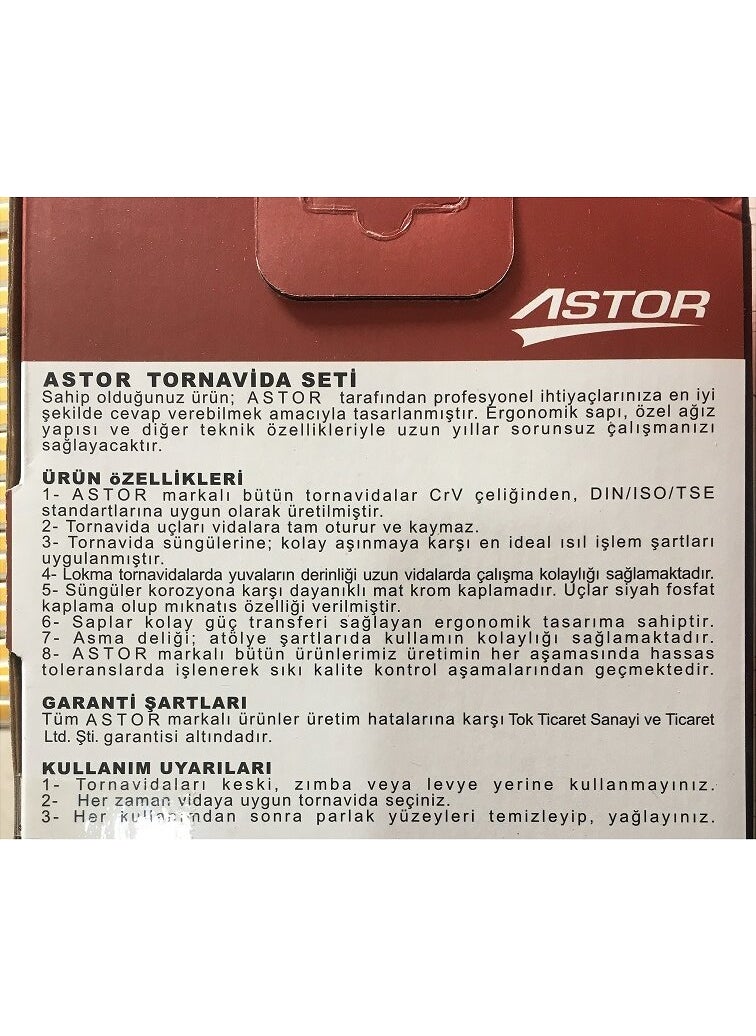 ASTOR
ASTOR TORNAVİDA SETİ
Sahip olduğunuz ürün; ASTOR tarafından profesyonel ihtiyaçlarınıza en iyi
şekilde cevap verebilmek amacıyla tasarlanmıştır. Ergonomik sapı, özel ağız
yapısı ve diğer teknik özellikleriyle uzun yıllar sorunsuz çalışmanızı
sağlayacaktır.
ÜRÜN öZELLİKLERİ
1- ASTOR markalı bütün tornavidalar CrV çeliğinden, DIN/ISO/TSE
standartlarına uygun olarak üretilmiştir.
2- Tornavida uçları vidalara tam oturur ve kaymaz.
3- Tornavida süngülerine; kolay aşınmaya karşı en ideal ısıl işlem şartları
uygulanmıştır.
4- Lokma tornavidalarda yuvaların derinliği uzun vidalarda çalışma kolaylığı sağlamaktadır.
5- Süngüler korozyona karşı dayanıklı mat krom kaplamadır. Uçlar siyah fosfat
kaplama olup mıknatıs özelliği verilmiştir.
6- Saplar kolay güç transferi sağlayan ergonomik tasarıma sahiptir.
7- Asma deliği; atölye şartlarıda kullamın kolaylığı sağlamaktadır.
8- ASTOR markalı bütün ürünlerimiz üretimin her aşamasında hassas
toleranslarda işlenerek sıkı kalite kontrol aşamalarından geçmektedir.
GARANTİ ŞARTLARI
Tüm ASTOR markalı ürünler üretim hatalarına karşı Tok Ticaret Sanayi ve Ticaret
Ltd. Şti. garantisi altındadır.
KULLANIM UYARILARI
1- Tornavidaları keski, zımba veya levye yerine kullanmayınız.
2- Her zaman vidaya uygun tornavida seçiniz.
3- Her kullanımdan sonra parlak yüzeyleri temizleyip, yağlayınız.